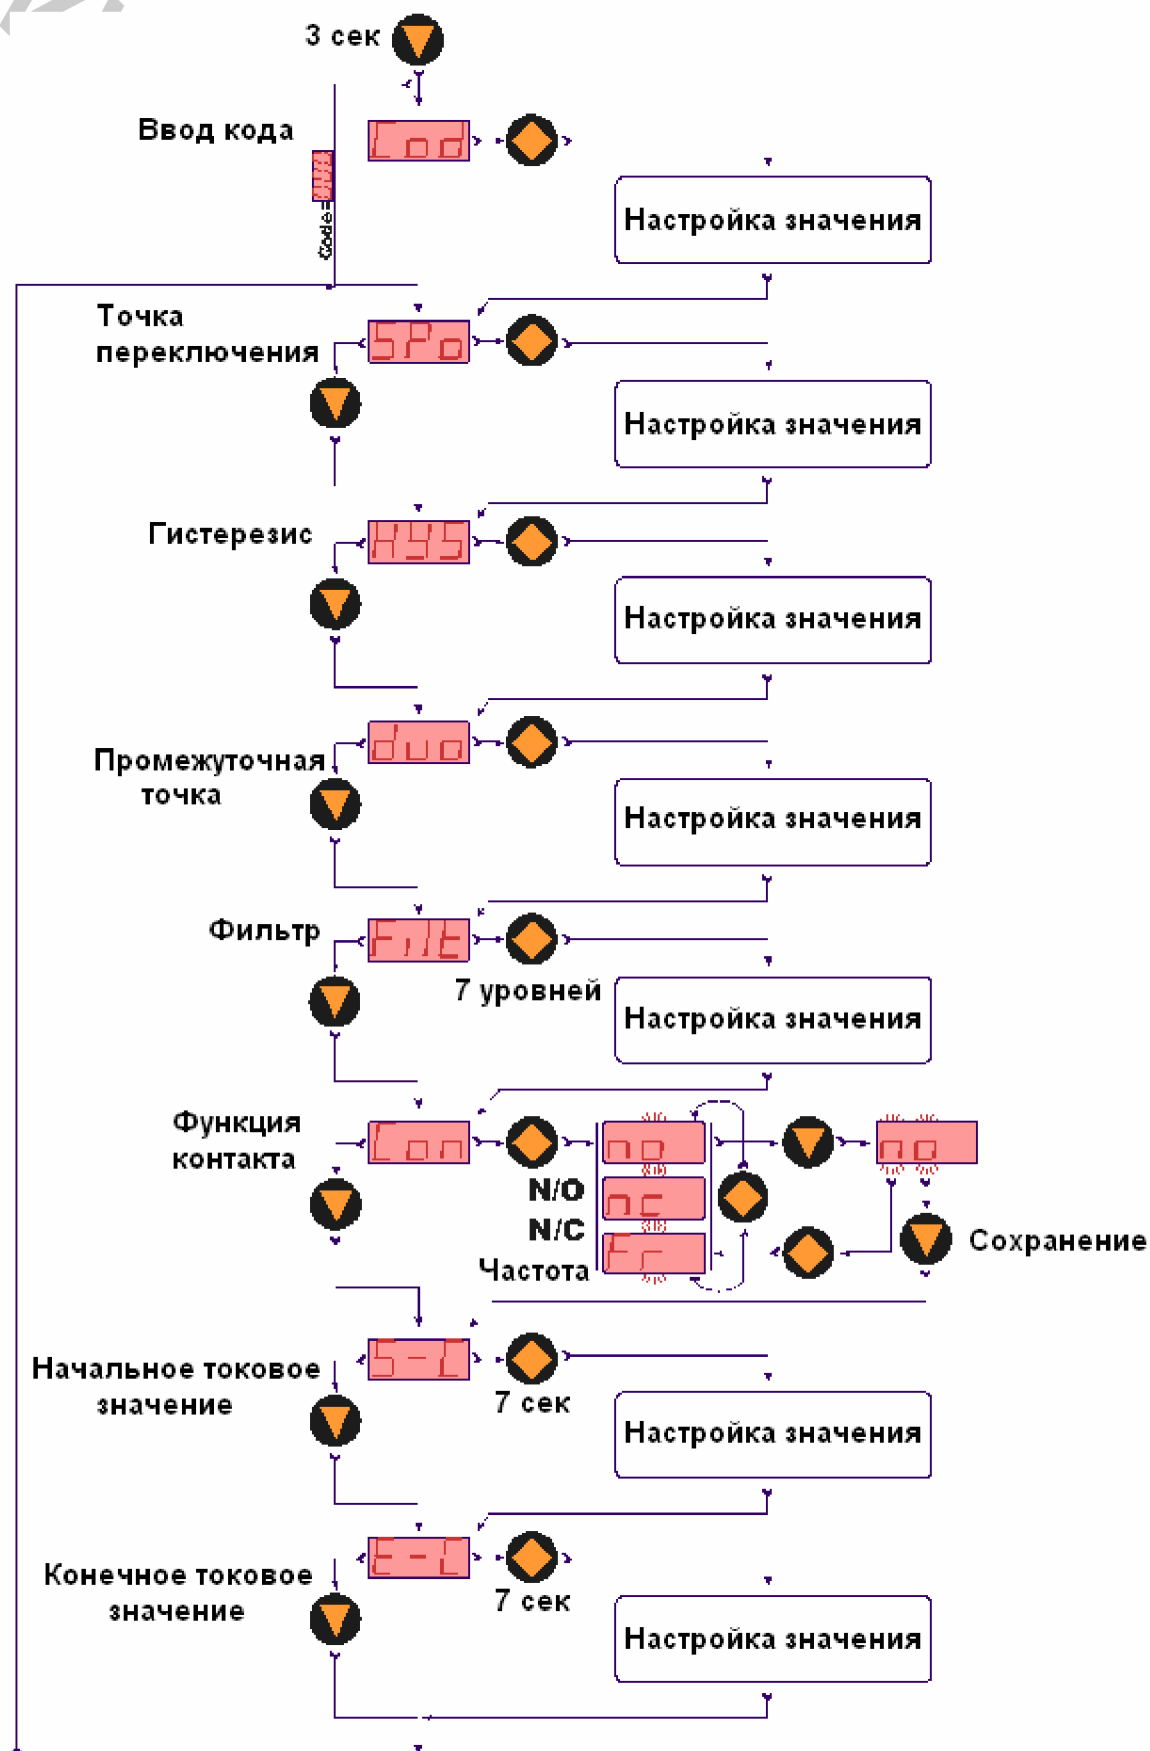 3 сек
Ввод кода
Cod
Code=
Настройка значения
Точка
переключения
SPo
Настройка значения
Гистерезис
HYS
Настройка значения
Промежуточная
точка
duo
Настройка значения
Фильтр
Filt
7 уровней
Настройка значения
Функция
контакта
Con
no
no
N/O
nc
N/C
Fr
Частота
Сохранение
Начальное токовое
значение
S-C
7 сек
Настройка значения
Конечное токовое
значение
E-C
7 сек
Настройка значения